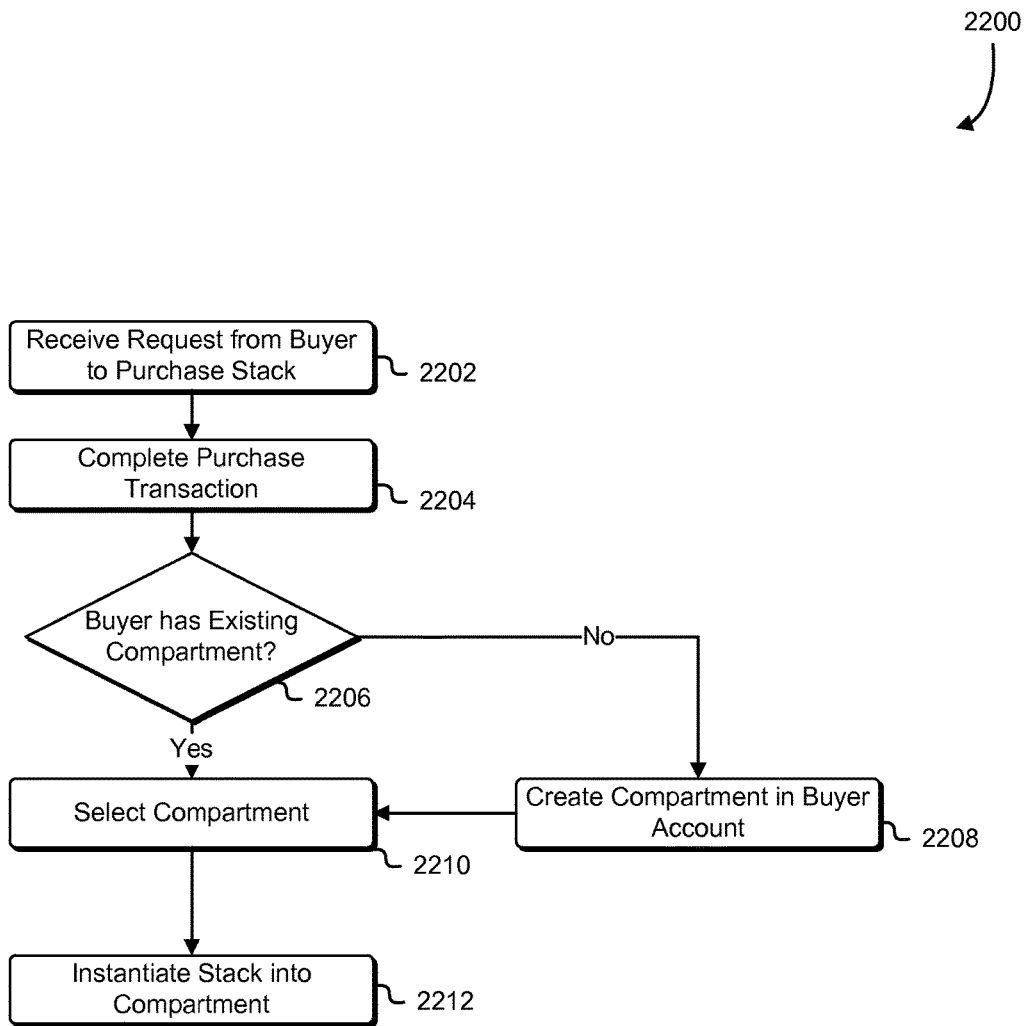 2200
Receive Request from Buyer
to Purchase Stack
2202
Complete Purchase
Transaction
2204
Buyer has Existing
Compartment?
2206
No
Yes
Select Compartment
2210
Create Compartment in Buyer
Account
2208
Instantiate Stack into
Compartment
2212